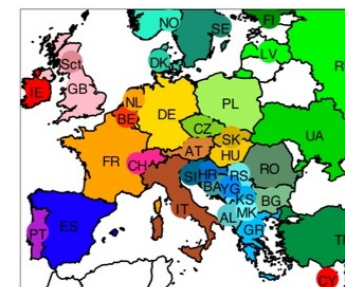 NO
FI
SE
Sct
DK
LV
R
IE
GB
NL
BE
DE
PL
CZ
UA
SK
AT
HU
FR
CH
SI
HR
RS
RO
BA
YG
KS
BG
MK
IT
AL
PT
ES
GR
TR
CY